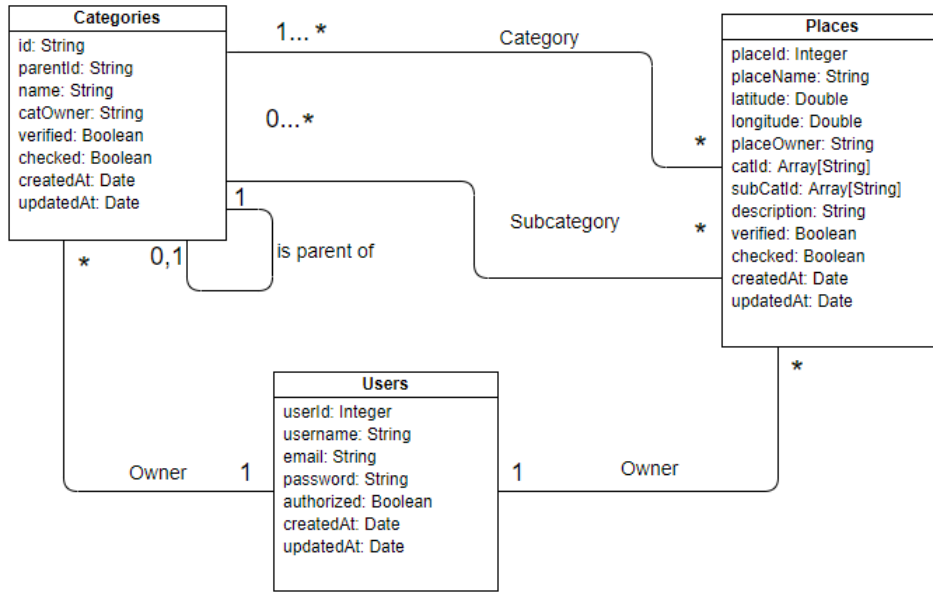 Categories
id: String
parentId: String
name: String
catOwner: String
verified: Boolean
checked: Boolean
createdAt: Date
updatedAt: Date
1... *
Category
*
0...*
Subcategory
*
1
0,1
is parent of
Places
placeId: Integer
placeName: String
latitude: Double
longitude: Double
placeOwner: String
catId: Array[String]
subCatId: Array[String]
description: String
verified: Boolean
checked: Boolean
createdAt: Date
updatedAt: Date
*
Owner
1
Users
userId: Integer
username: String
email: String
password: String
authorized: Boolean
createdAt: Date
updatedAt: Date
1
Owner
*